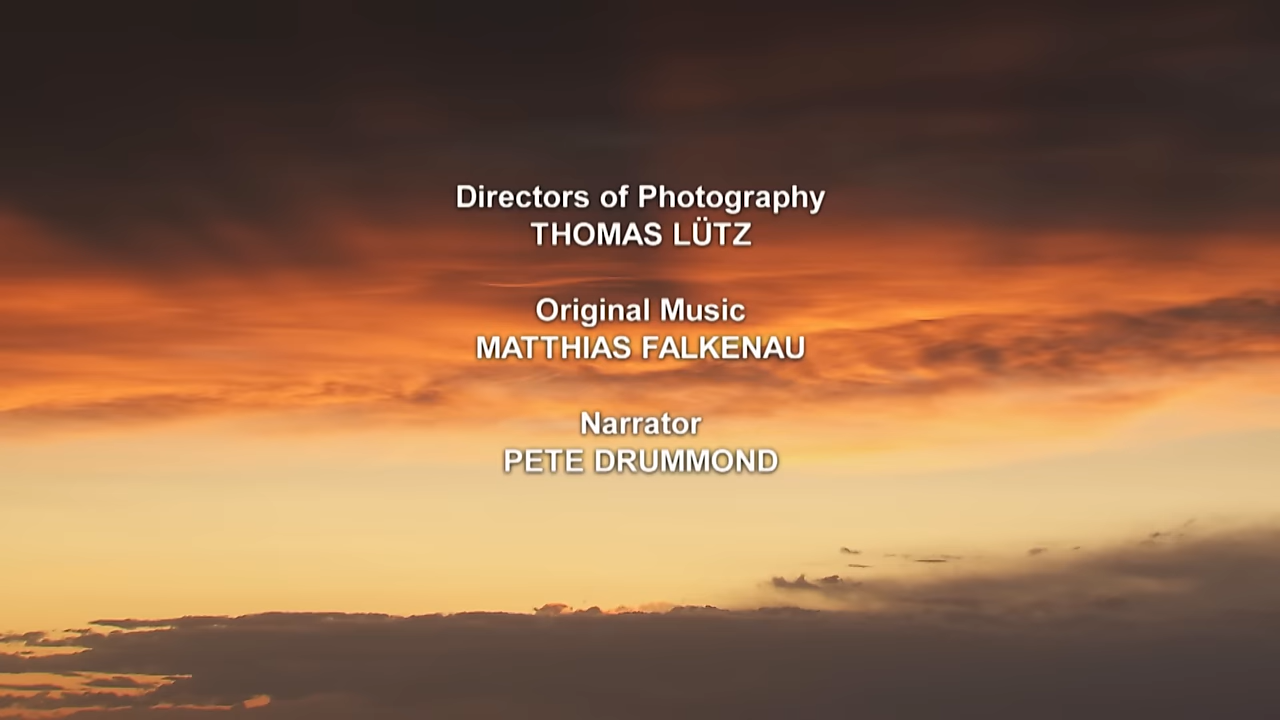 Directors of Photography
THOMAS LÜTZ
Original Music
MATTHIAS FALKENAU
Narrator
PETE DRUMMOND